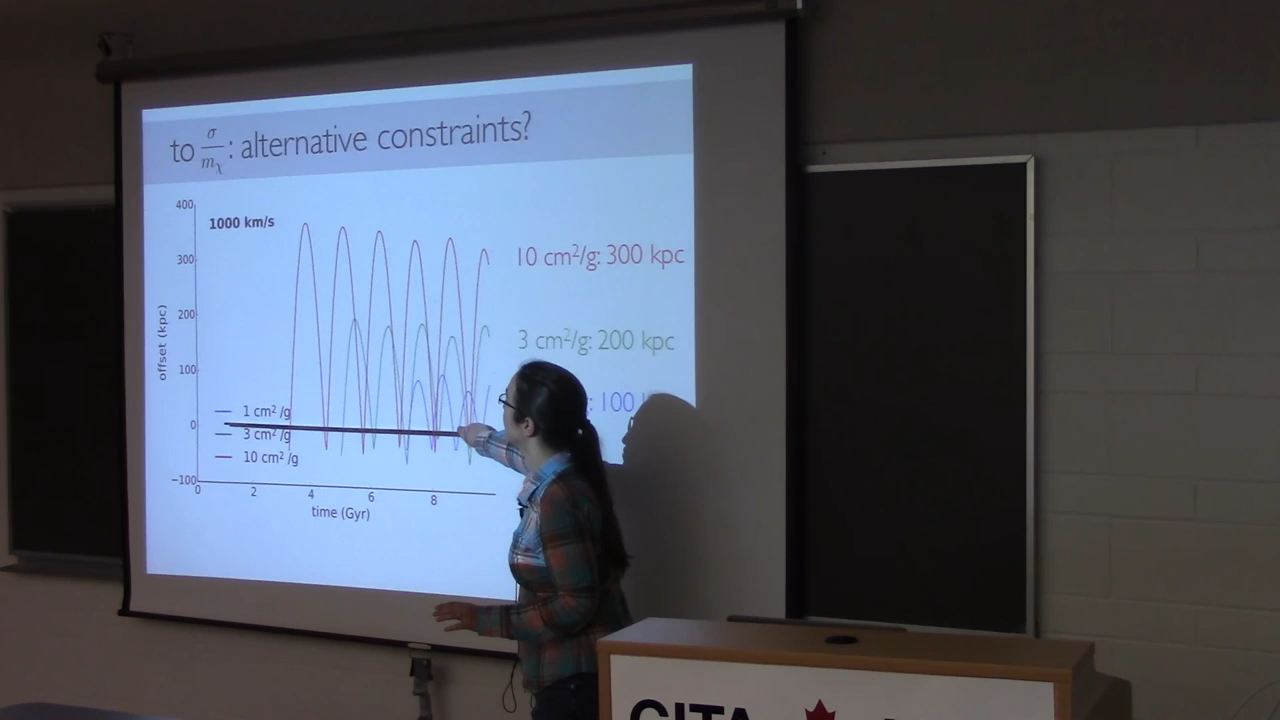 to σ/mχ: alternative constraints?
400
1000 km/s
300
200
100
0
−100
offset (kpc)
1 cm² /g
3 cm² /g
10 cm² /g
0 2 4 6 8
time (Gyr)
10 cm²/g: 300 kpc
3 cm²/g: 200 kpc
: 100
CITA